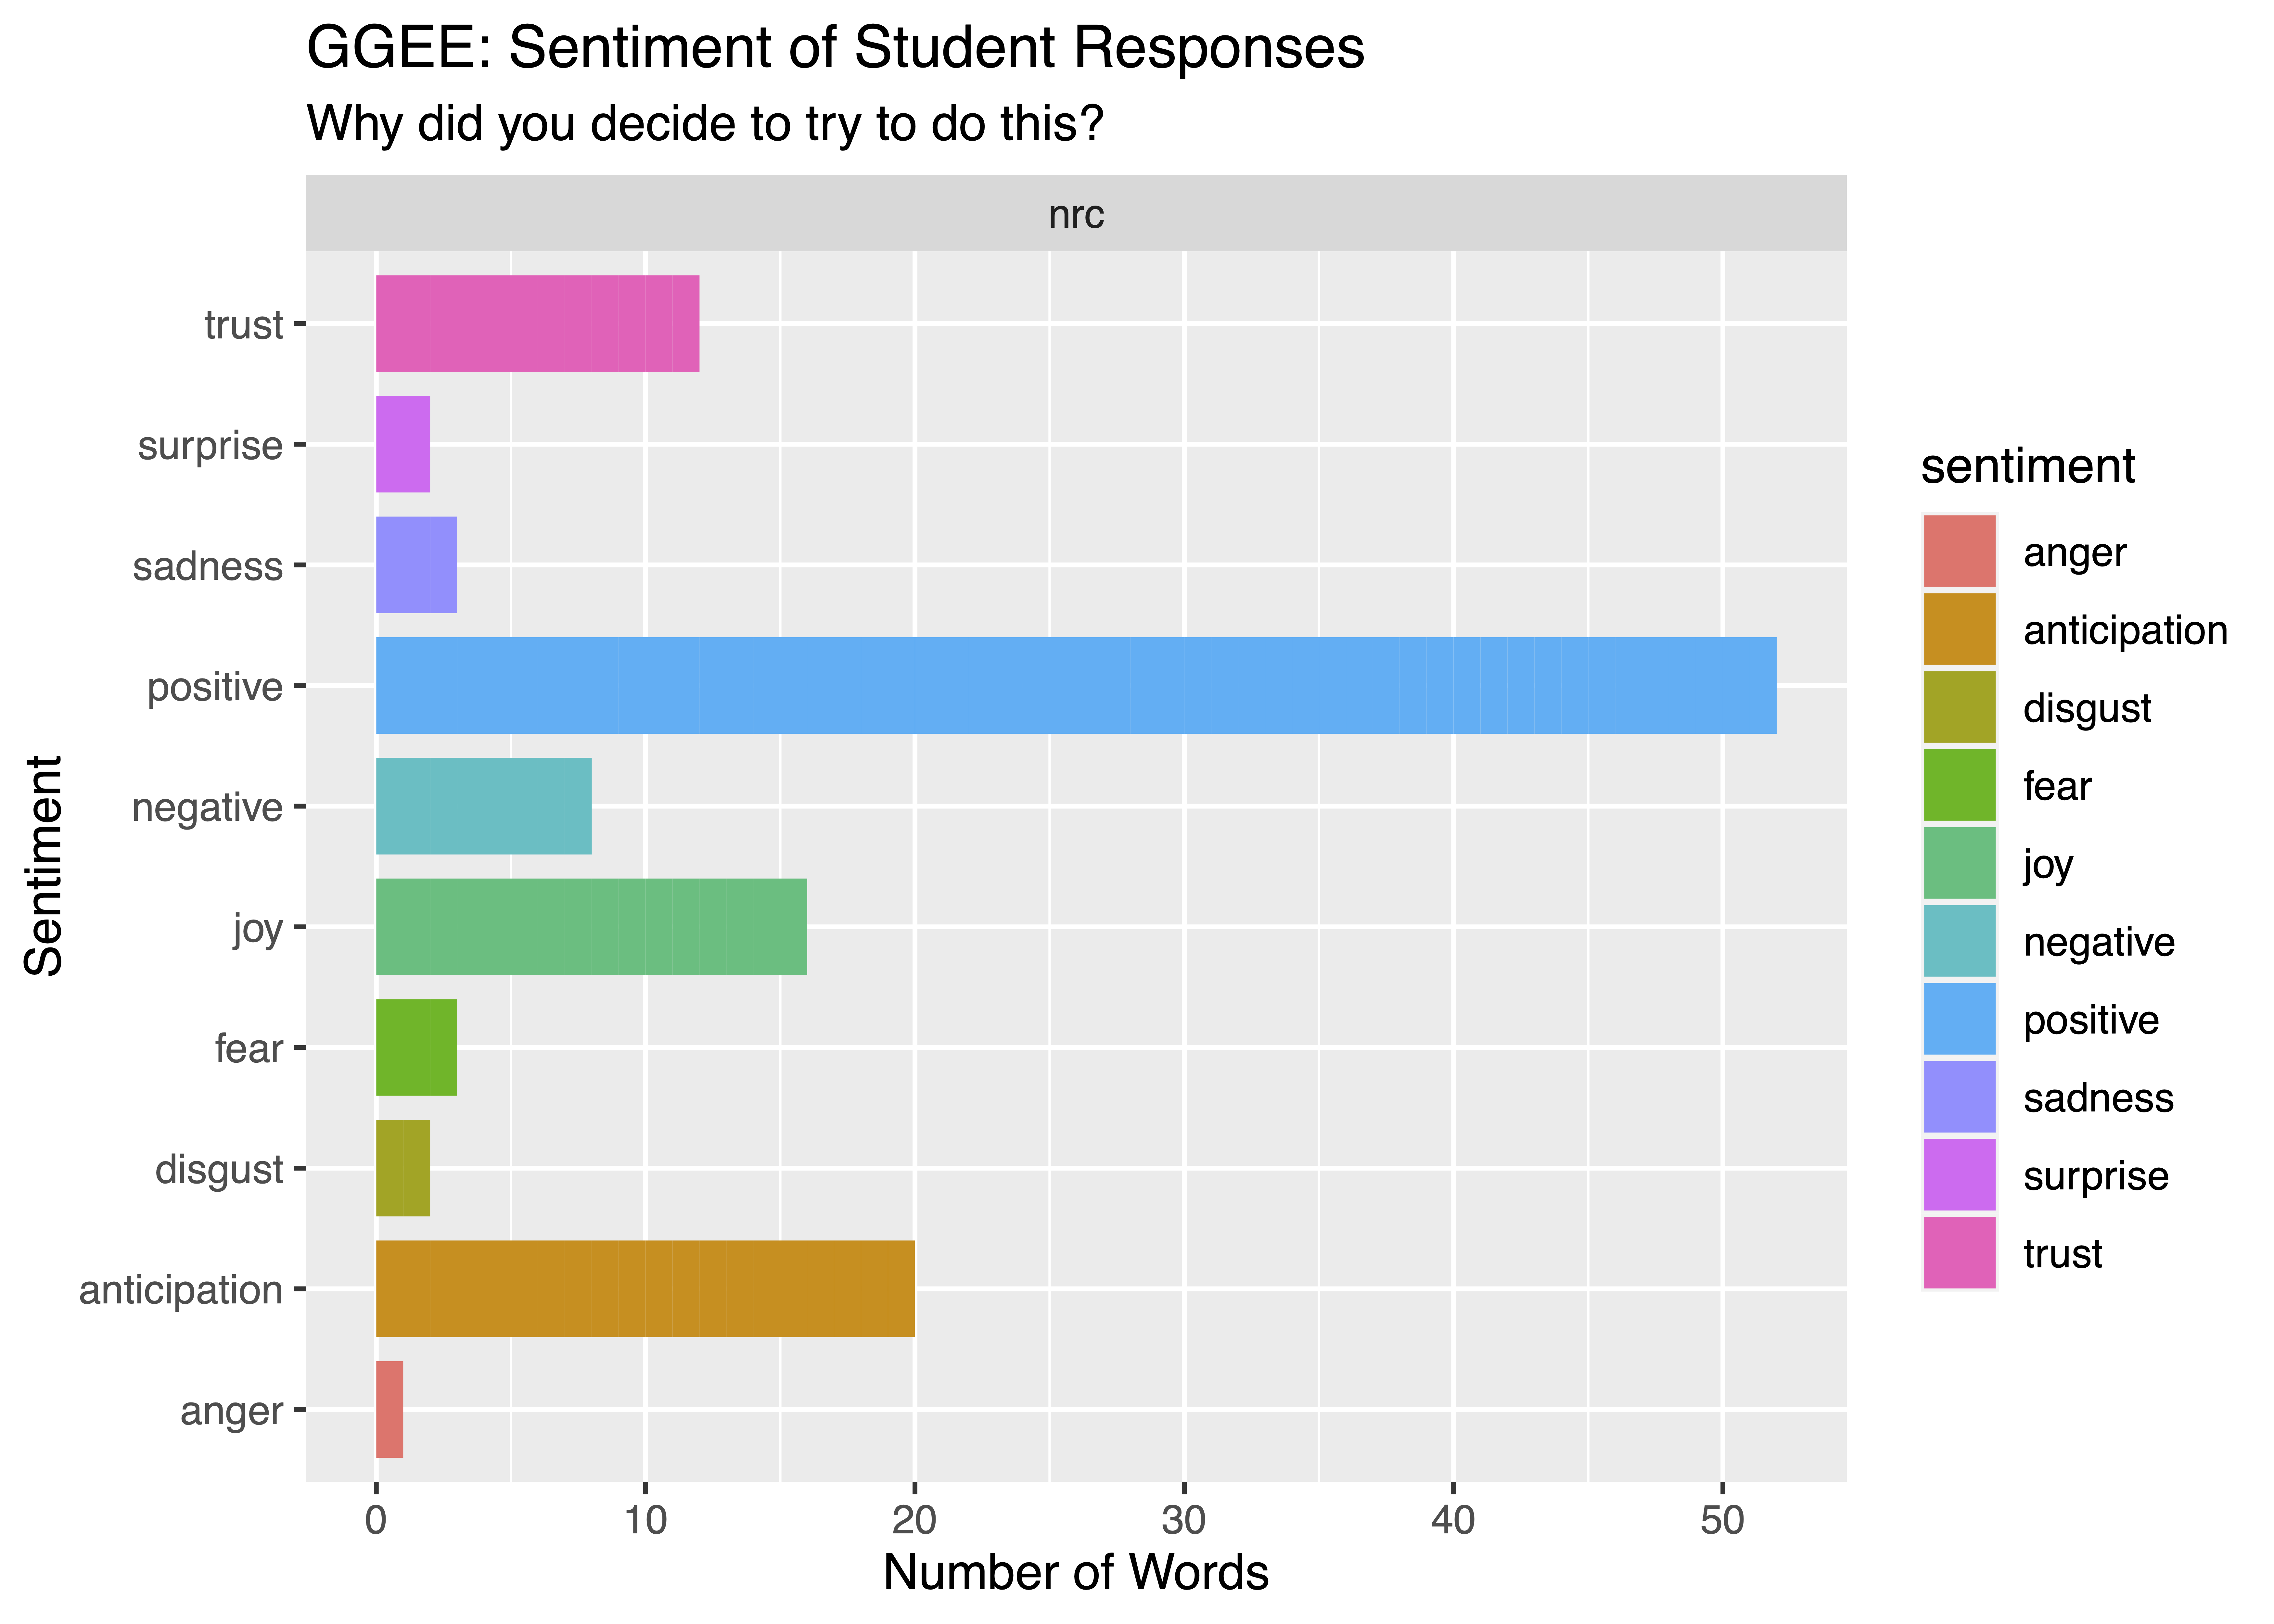 GGEE: Sentiment of Student Responses
Why did you decide to try to do this?
nrc
trust
surprise
sadness
positive
negative
joy
fear
disgust
anticipation
anger
Sentiment
0 10 20 30 40 50
Number of Words
sentiment
anger
anticipation
disgust
fear
joy
negative
positive
sadness
surprise
trust